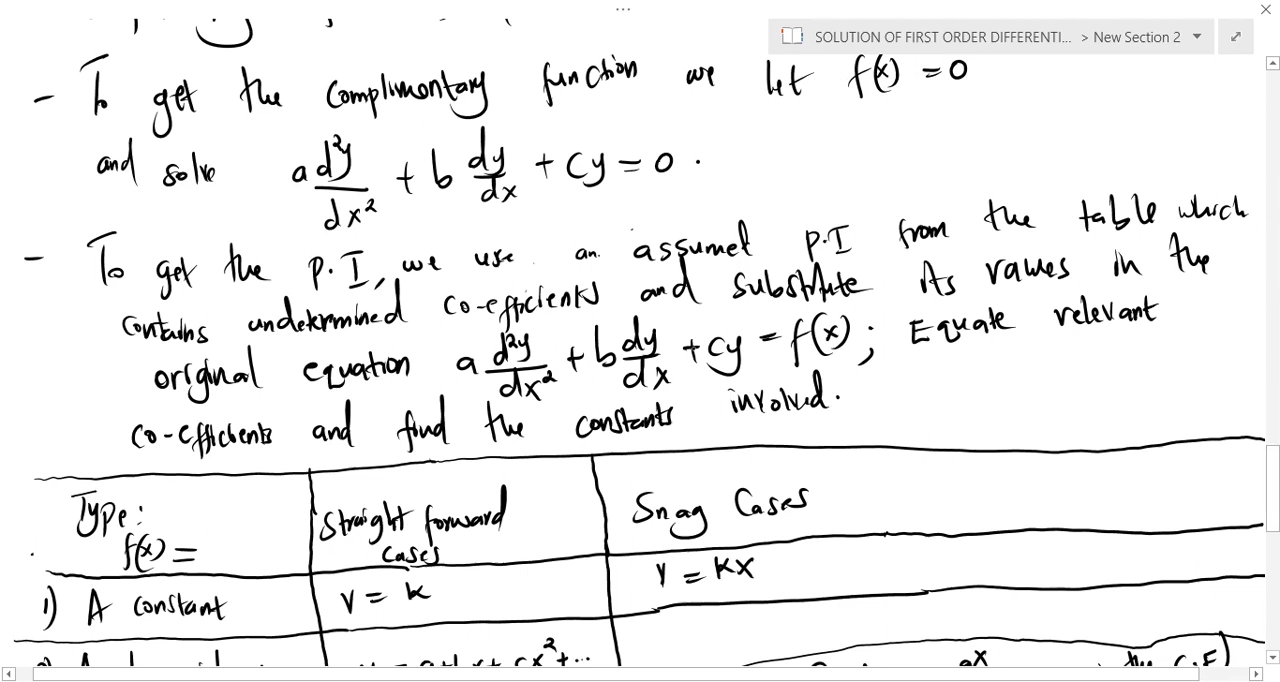 SOLUTION OF FIRST ORDER DIFFERENTI... > New Section 2
- To get the complimentary function we let f(x) = 0
and solve a d²y/dx² + b dy/dx + cy = 0.
- To get the P.I, we use an assumed P.I from the table which
contains undetermined co-efficients and substitute its values in the
original equation a d²y/dx² + b dy/dx + cy = f(x); Equate relevant
co-efficients and find the constants involved.
Type: f(x) = Straight forward cases Snag Cases
1) A constant y = k y = kx
cx² + ...
the C.F)